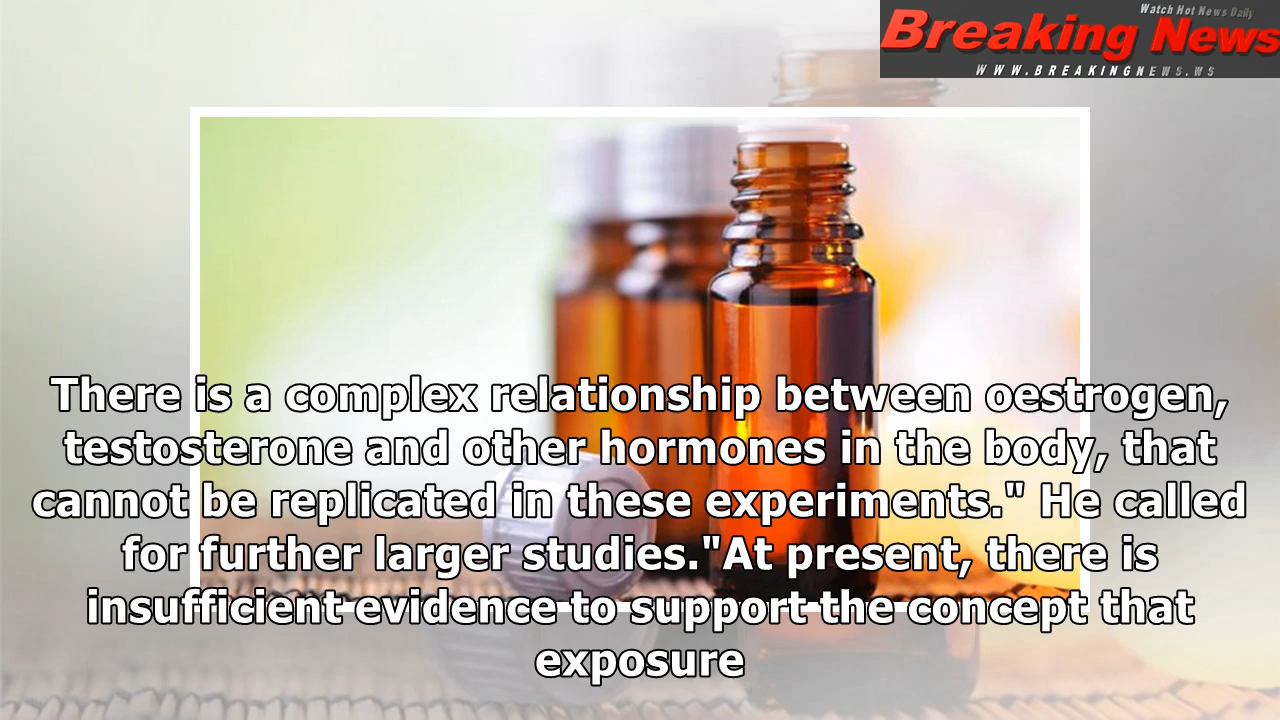 Watch Hot News Daily
Breaking News
WWW.BREAKINGNEWS.WS
There is a complex relationship between oestrogen,
testosterone and other hormones in the body, that
cannot be replicated in these experiments." He called
for further larger studies."At present, there is
insufficient evidence to support the concept that
exposure